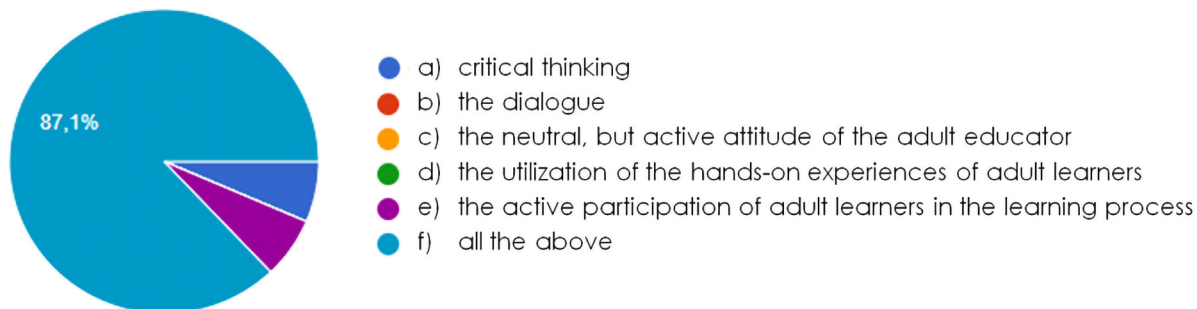 87,1%
a) critical thinking
b) the dialogue
c) the neutral, but active attitude of the adult educator
d) the utilization of the hands-on experiences of adult learners
e) the active participation of adult learners in the learning process
f) all the above